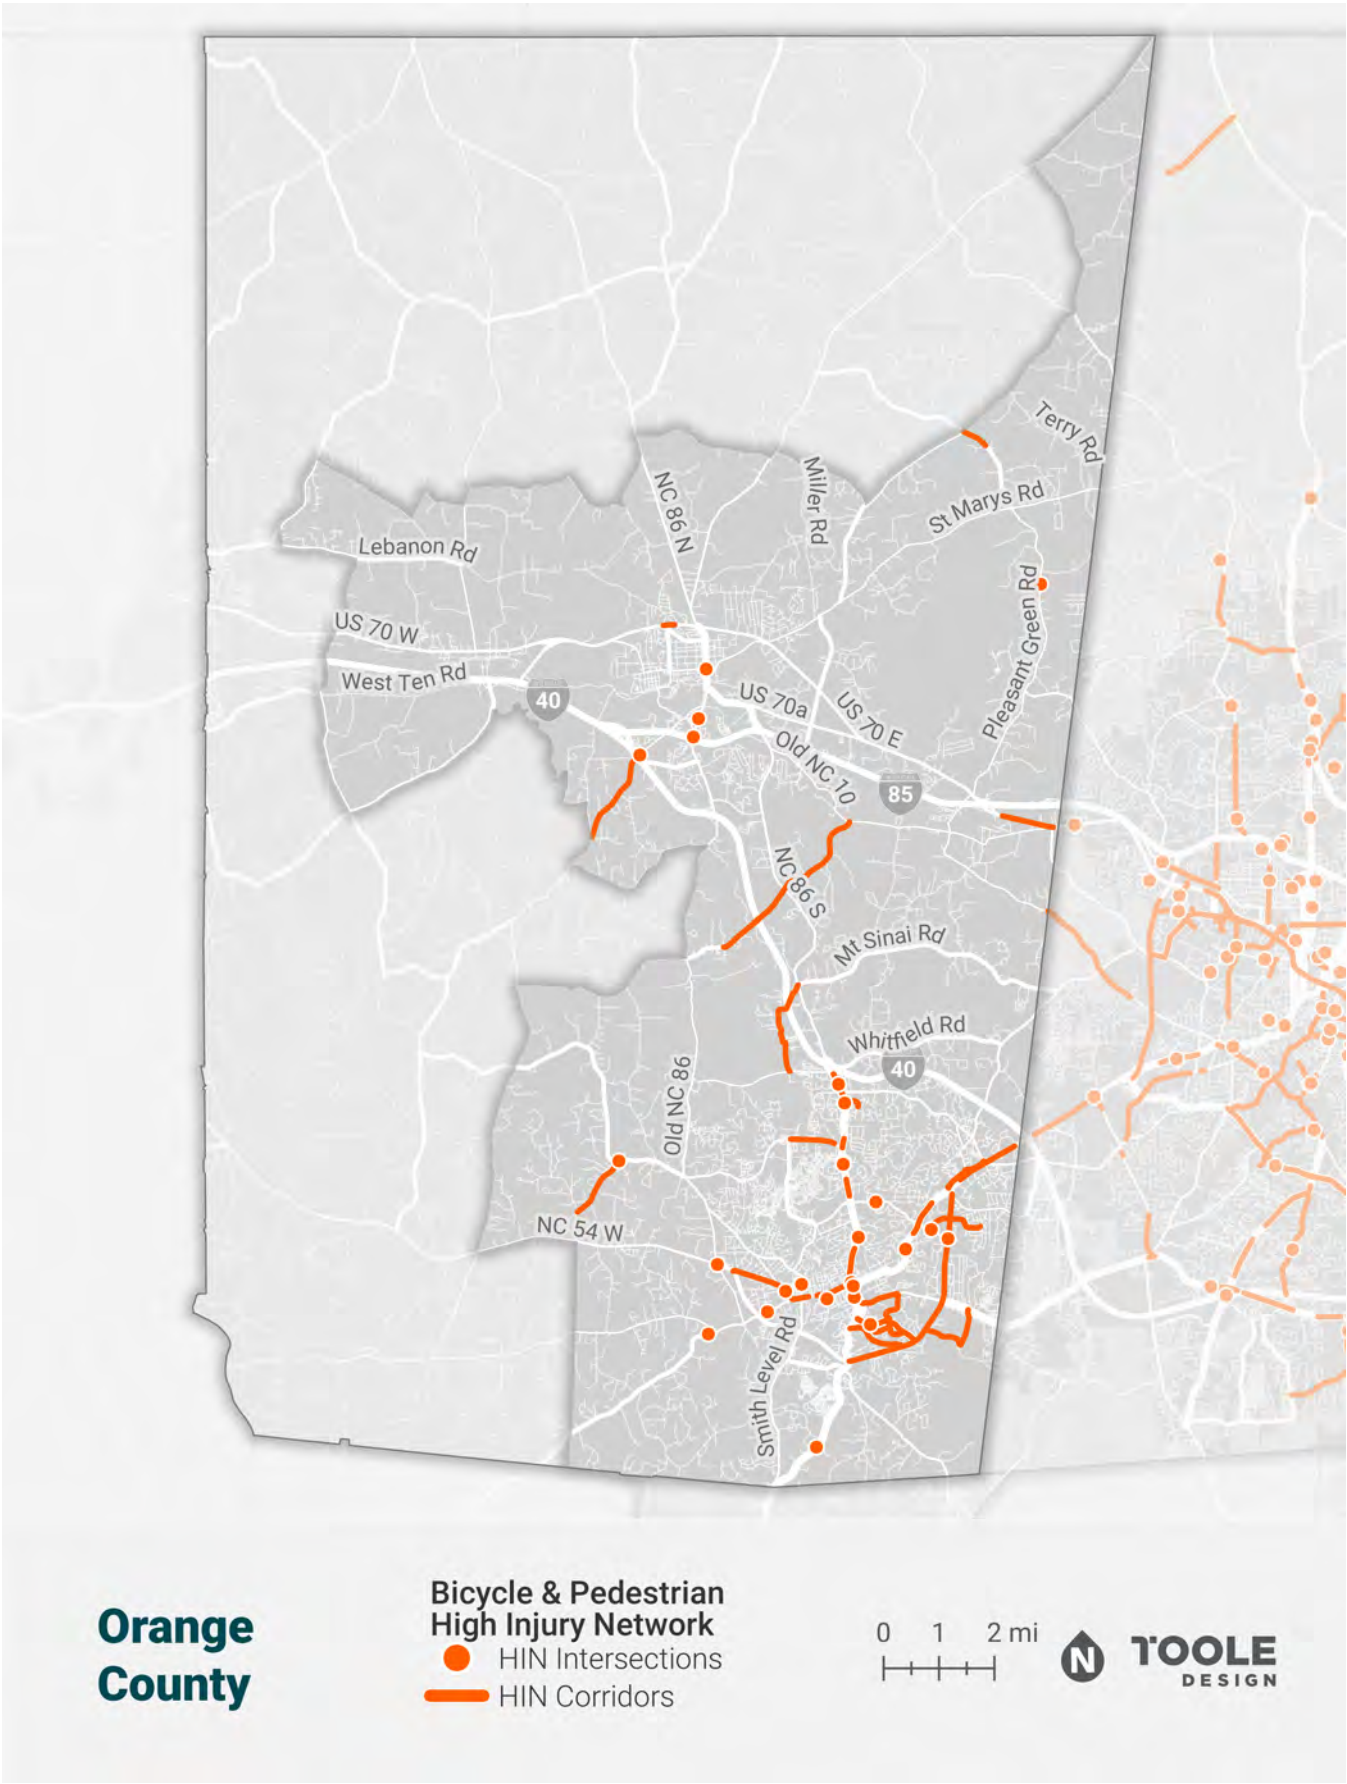 Terry Rd
NC 86 N
Miller Rd
St Marys Rd
Lebanon Rd
Pleasant Green Rd
US 70 W
West Ten Rd
40
US 70a
US 70 E
Old NC 10
85
NC 86 S
Mt Sinai Rd
Whitfield Rd
40
Old NC 86
NC 54 W
Smith Level Rd
Orange
County
Bicycle & Pedestrian
High Injury Network
HIN Intersections
HIN Corridors
0 1 2 mi
N
TOOLE
DESIGN